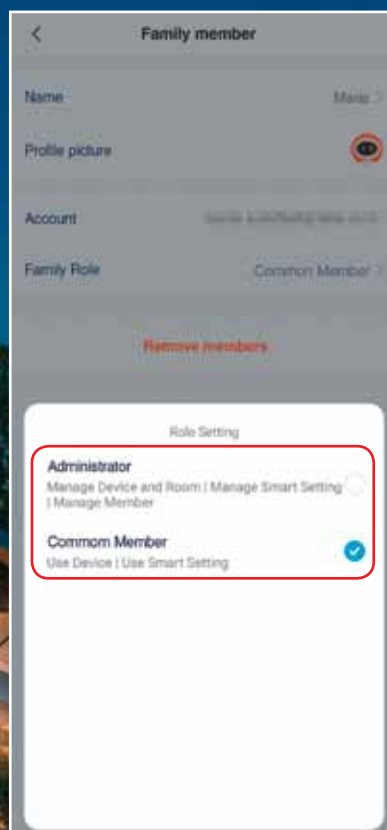 Family member
Name
Profile picture
Account
Family Role Common Member
Remove members
Role Setting
Administrator
Manage Device and Room | Manage Smart Setting
| Manage Member
Commom Member
Use Device | Use Smart Setting